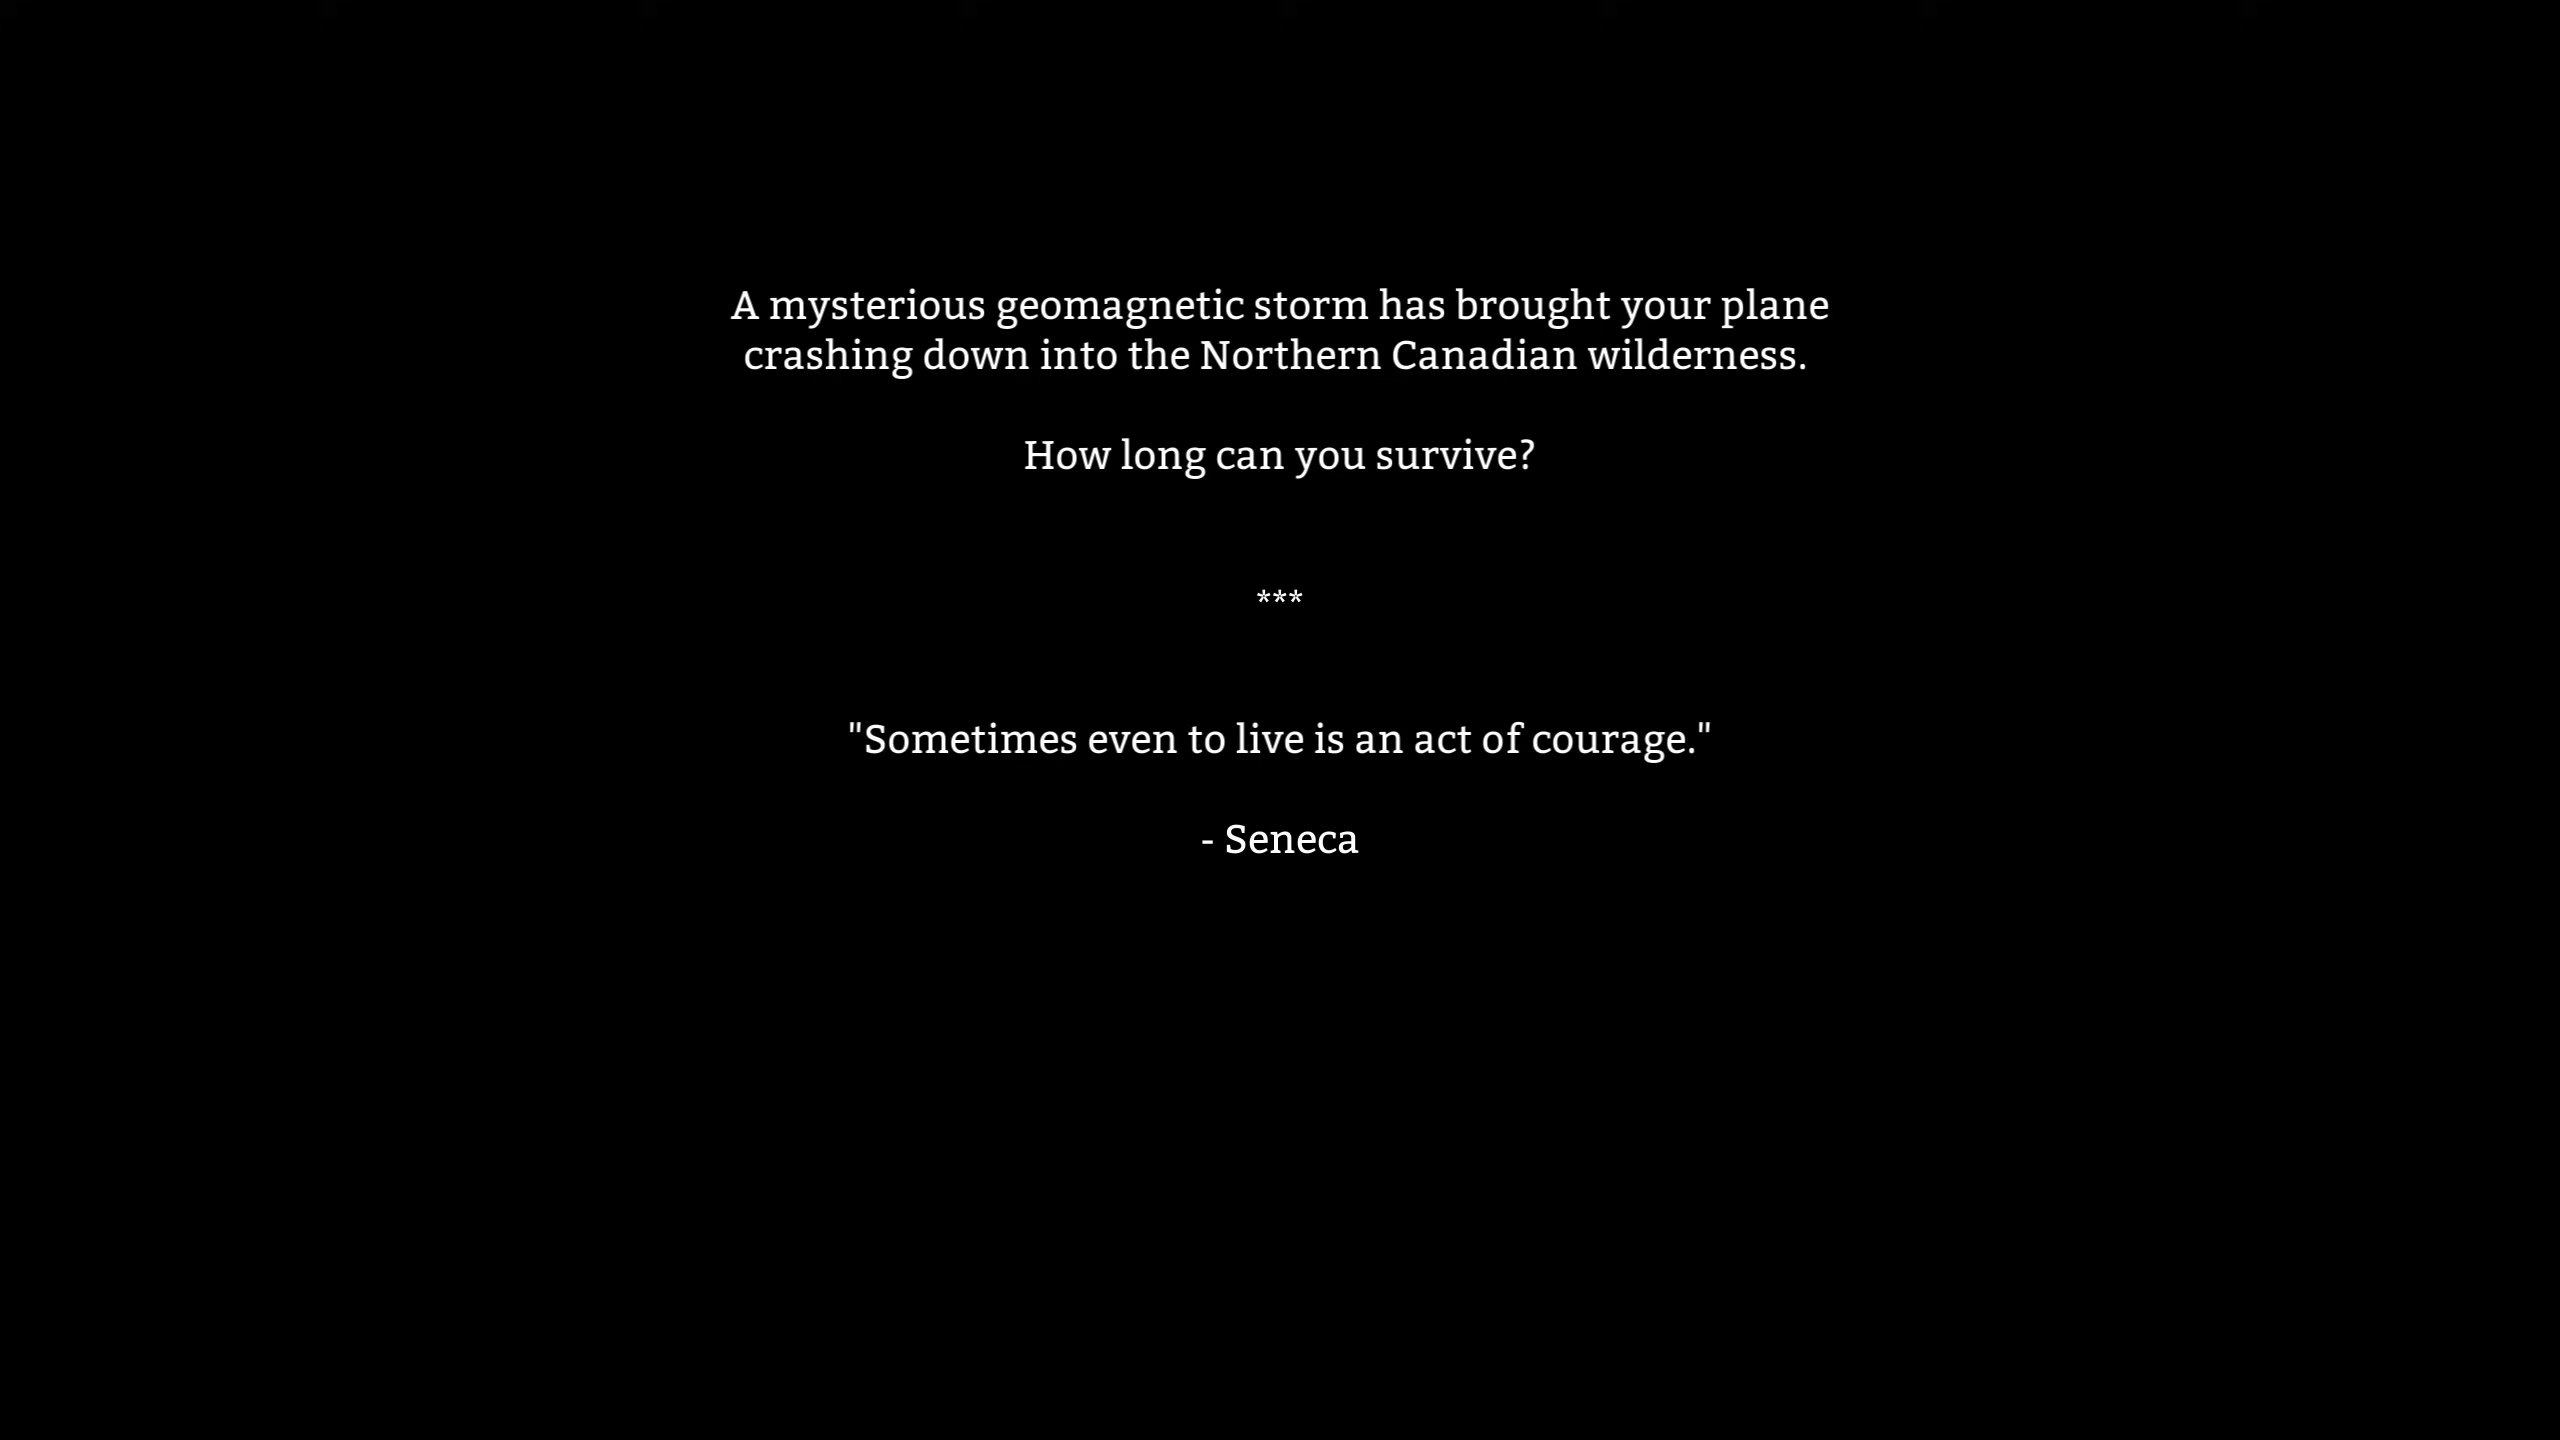 A mysterious geomagnetic storm has brought your plane
crashing down into the Northern Canadian wilderness.
How long can you survive?
***
"Sometimes even to live is an act of courage."
- Seneca